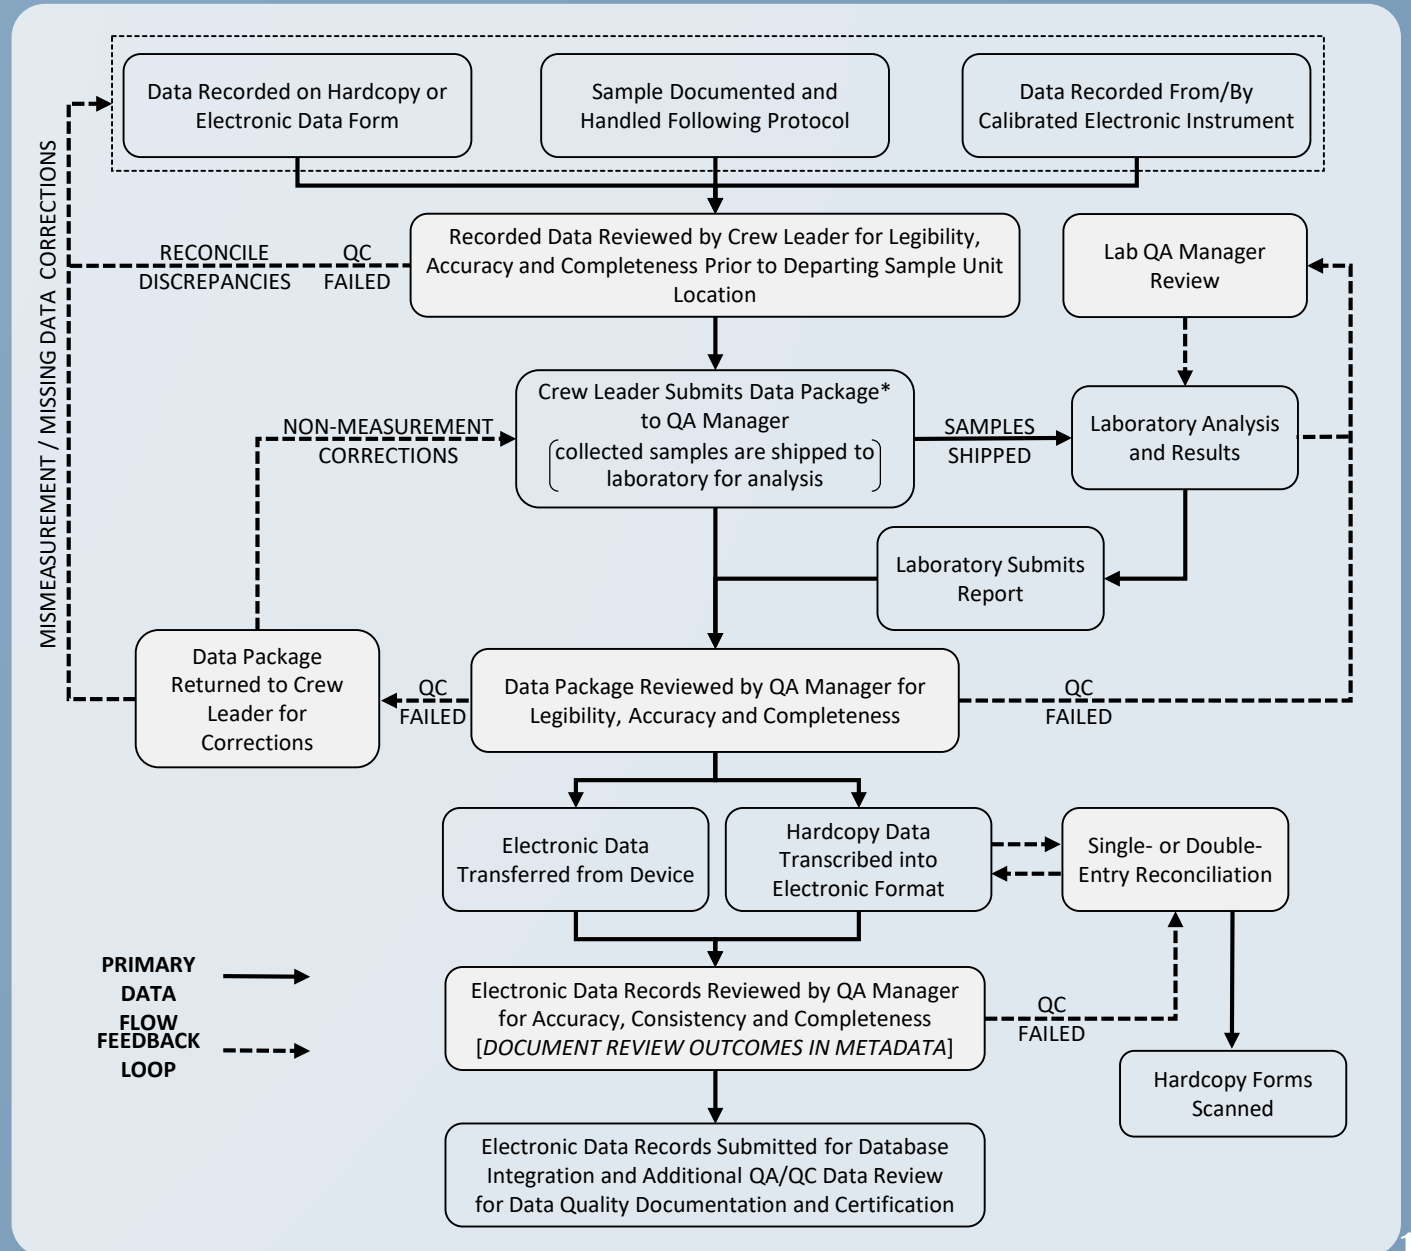 Data Recorded on Hardcopy or
Electronic Data Form
Sample Documented and
Handled Following Protocol
Data Recorded From/By
Calibrated Electronic Instrument
MISMEASUREMENT / MISSING DATA CORRECTIONS
RECONCILE
DISCREPANCIES
QC
FAILED
Recorded Data Reviewed by Crew Leader for Legibility,
Accuracy and Completeness Prior to Departing Sample Unit
Location
Lab QA Manager
Review
NON-MEASUREMENT
CORRECTIONS
Crew Leader Submits Data Package*
to QA Manager
(collected samples are shipped to
laboratory for analysis)
SAMPLES
SHIPPED
Laboratory Analysis
and Results
Laboratory Submits
Report
Data Package
Returned to Crew
Leader for
Corrections
QC
FAILED
Data Package Reviewed by QA Manager for
Legibility, Accuracy and Completeness
QC
FAILED
Electronic Data
Transferred from Device
Hardcopy Data
Transcribed into
Electronic Format
Single- or Double-
Entry Reconciliation
PRIMARY
DATA
FLOW
FEEDBACK
LOOP
Electronic Data Records Reviewed by QA Manager
for Accuracy, Consistency and Completeness
[DOCUMENT REVIEW OUTCOMES IN METADATA]
QC
FAILED
Hardcopy Forms
Scanned
Electronic Data Records Submitted for Database
Integration and Additional QA/QC Data Review
for Data Quality Documentation and Certification